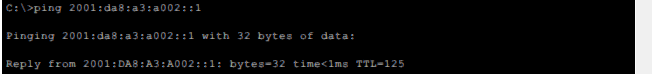 C:\>ping 2001:da8:a3:a002::1
Pinging 2001:da8:a3:a002::1 with 32 bytes of data:
Reply from 2001:DA8:A3:A002::1: bytes=32 time<1ms TTL=125